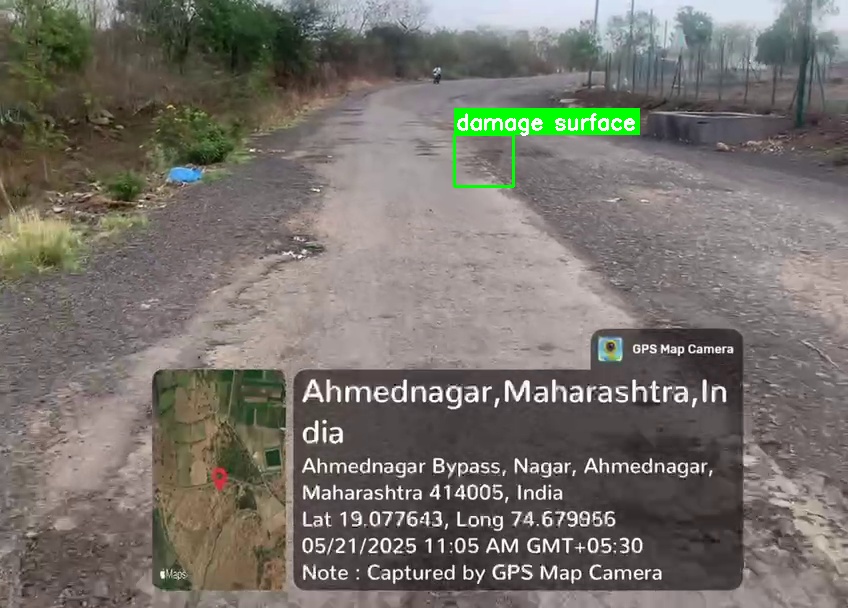 damage surface
GPS Map Camera
Ahmednagar,Maharashtra,In
dia
Ahmednagar Bypass, Nagar, Ahmednagar,
Maharashtra 414005, India
Lat 19.077643, Long 74.679956
05/21/2025 11:05 AM GMT+05:30
Note : Captured by GPS Map Camera
Maps